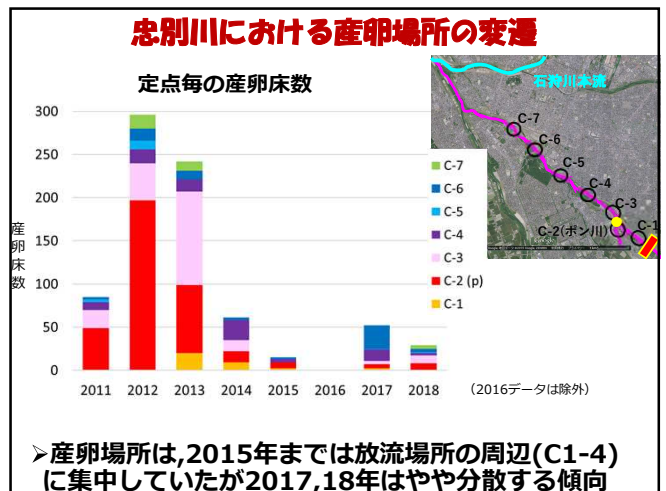 忠別川における産卵場所の変遷
定点毎の産卵床数
300
250
200
150
100
50
0
産卵床数
2011 2012 2013 2014 2015 2016 2017 2018
C-7
C-6
C-5
C-4
C-3
C-2 (p)
C-1
石狩川本流
C-7
C-6
C-5
C-4
C-3
C-2(ポン川)
C-1
(2016データは除外)
➢産卵場所は,2015年までは放流場所の周辺(C1-4)
に集中していたが2017,18年はやや分散する傾向